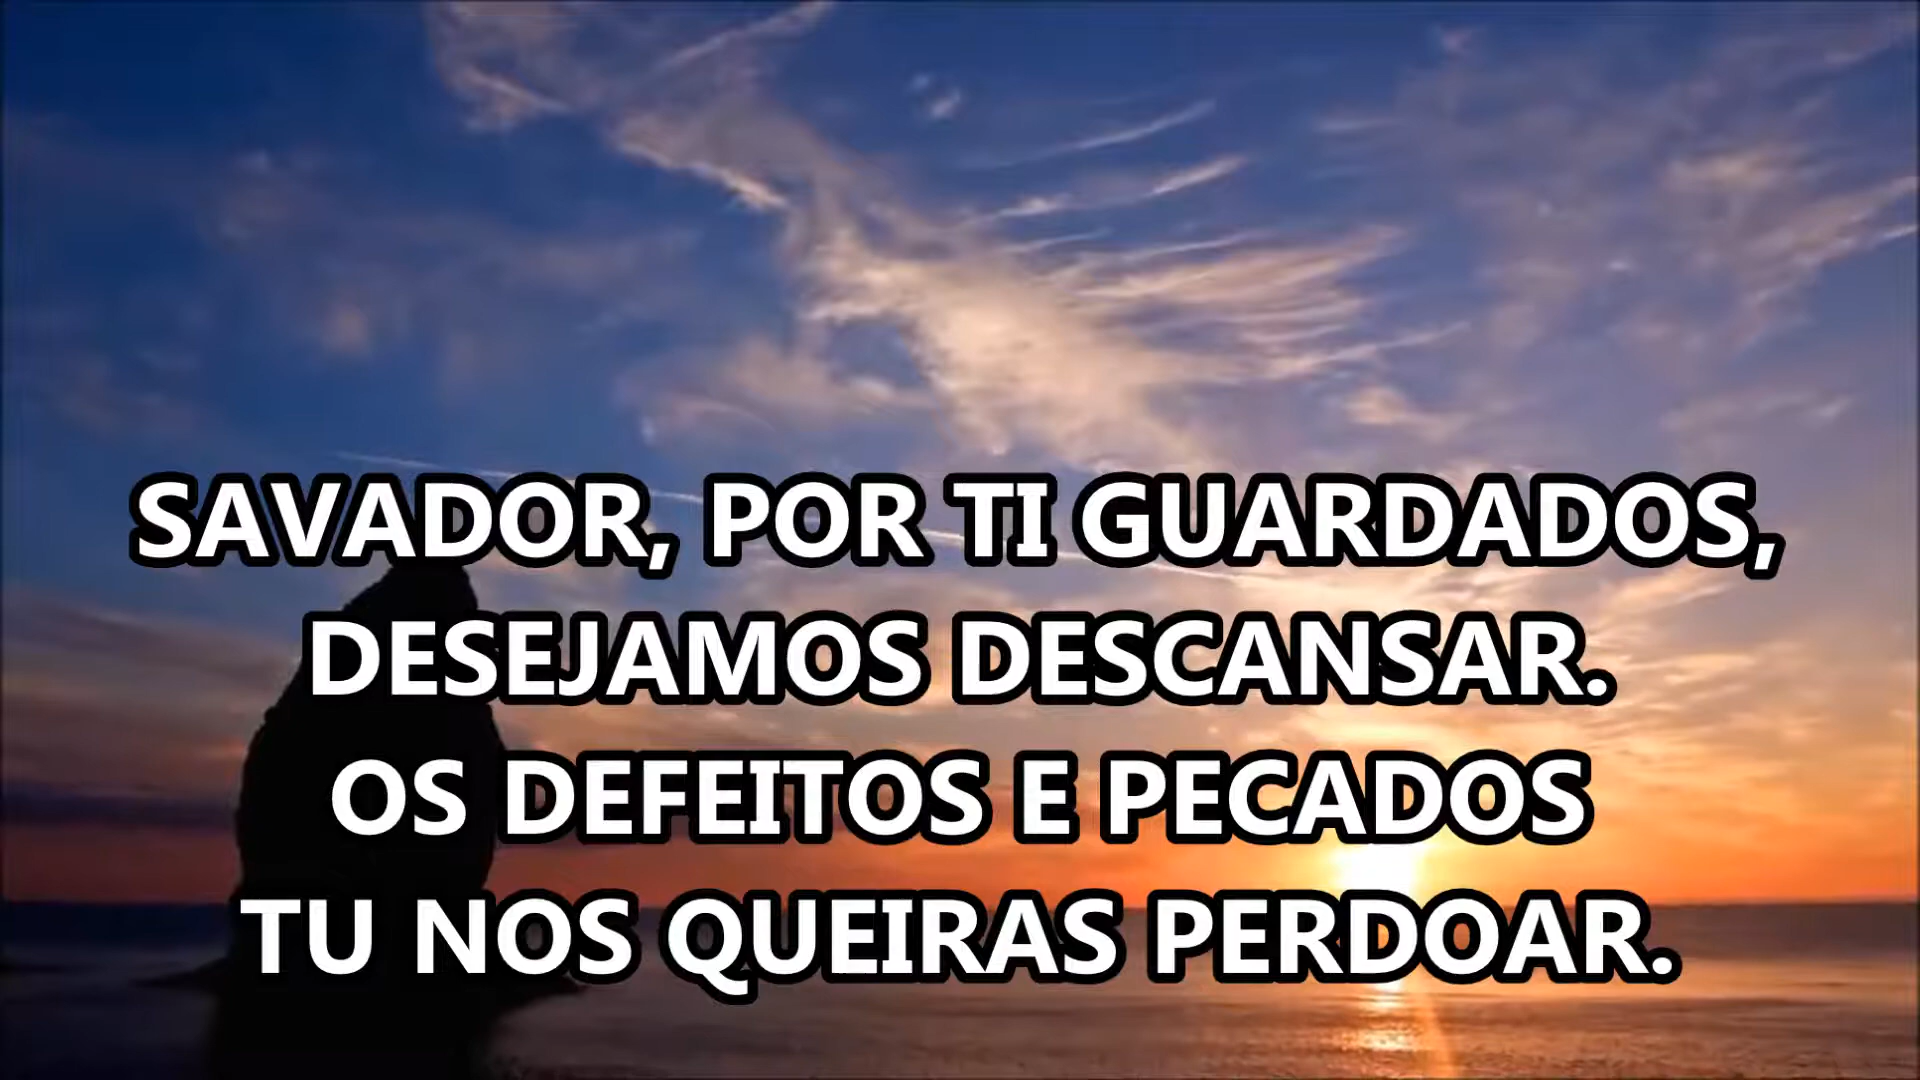 SAVADOR, POR TI GUARDADOS,
DESEJAMOS DESCANSAR.
OS DEFEITOS E PECADOS
TU NOS QUEIRAS PERDOAR.